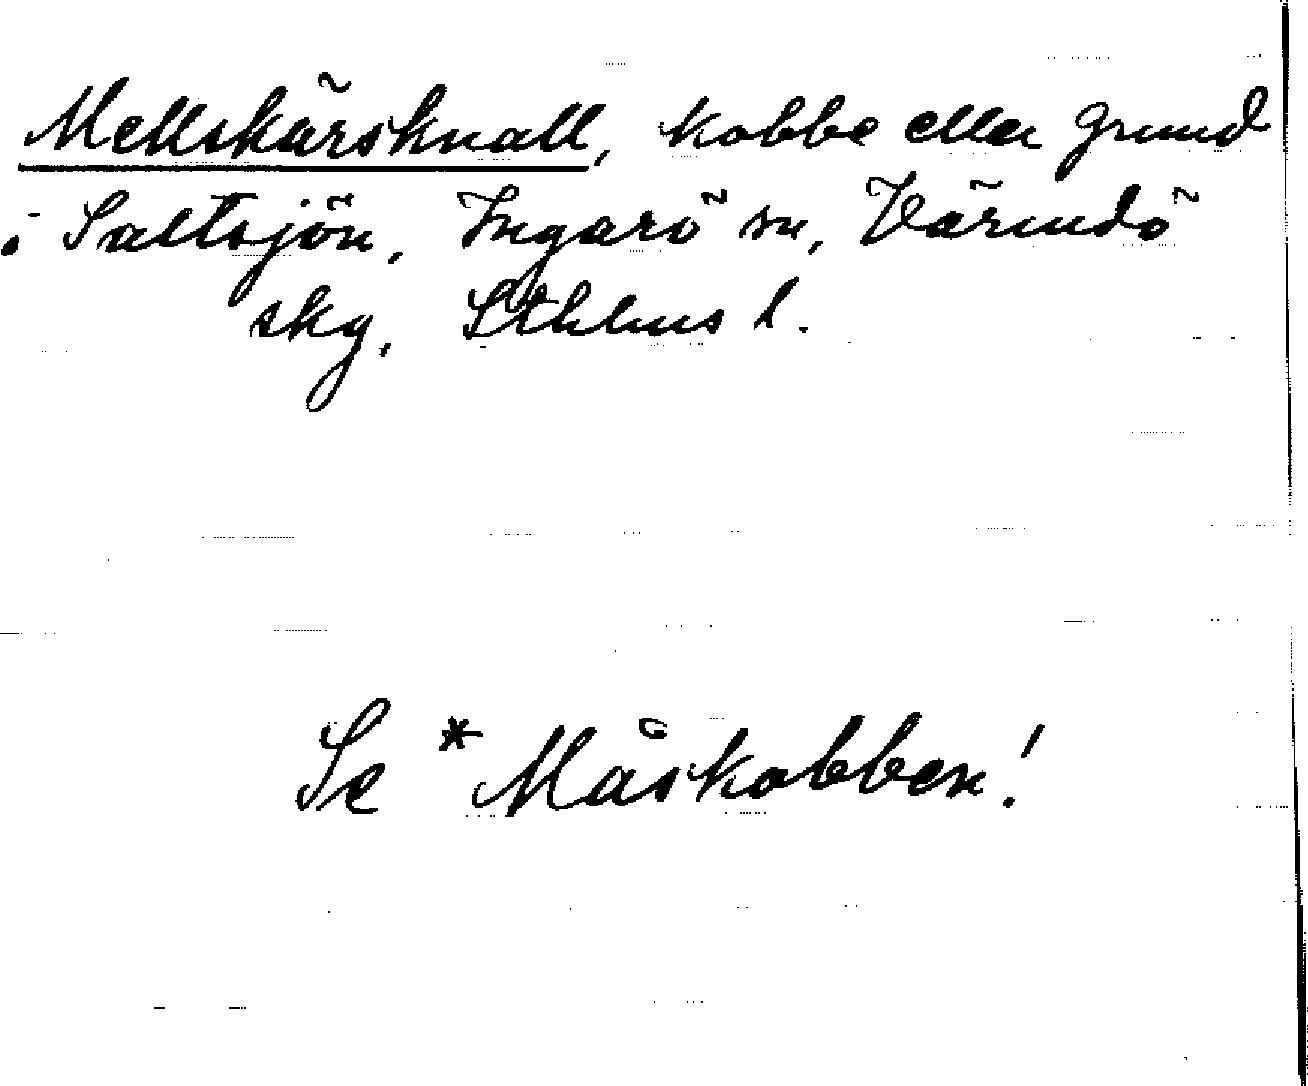 Mellskärsknall, kobbe eller grund
i Saltsjön, Ingarö sn, Värmdö
skg, Sthlms l.
Se *Måskobben!